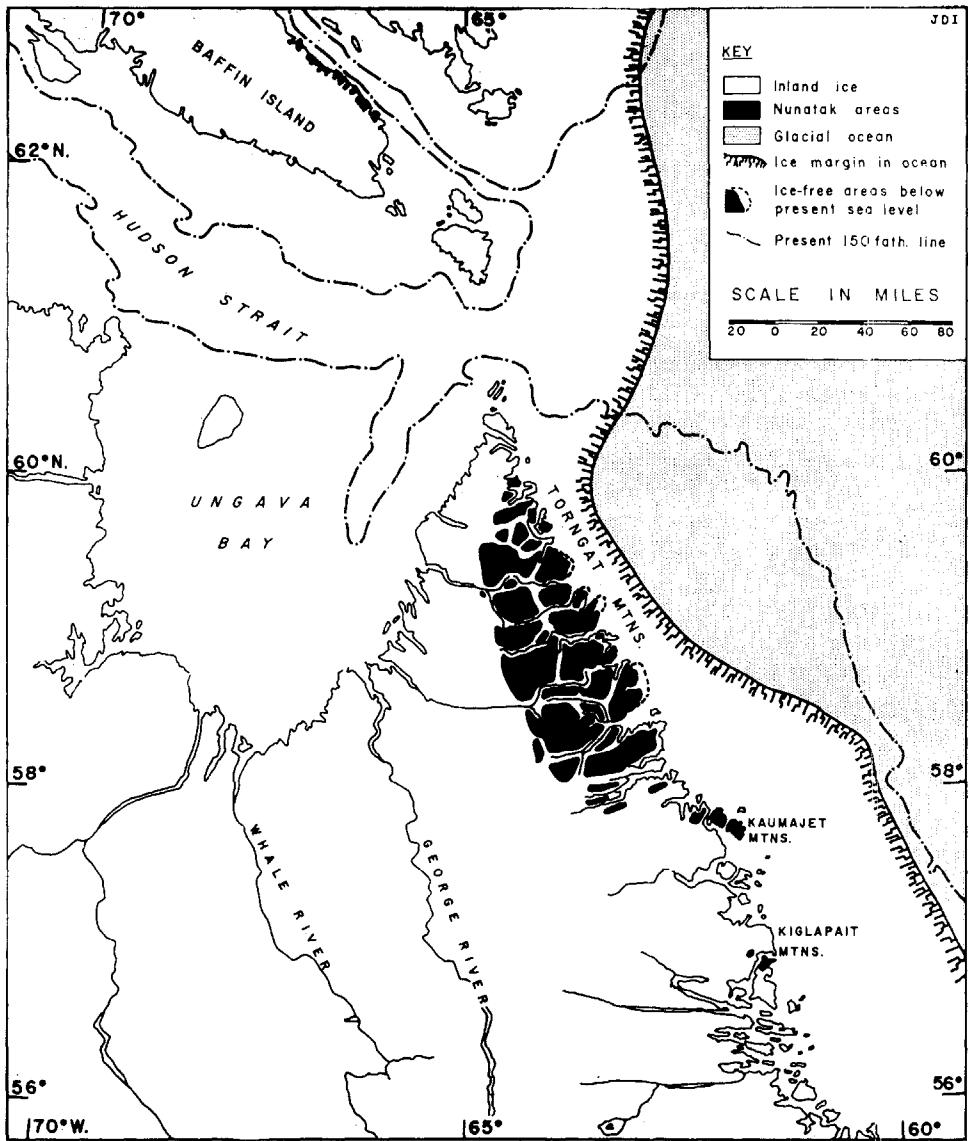 70°
65°
JDI
KEY
Inland ice
Nunatak areas
Glacial ocean
Ice margin in ocean
Ice-free areas below
present sea level
Present 150 fath. line
SCALE IN MILES
20 0 20 40 60 80
BAFFIN ISLAND
62°N.
HUDSON STRAIT
60°N.
60°
UNGAVA
BAY
TORNGAT MTNS.
58°
58°
KAUMAJET
MTNS.
WHALE RIVER
GEORGE RIVER
KIGLAPAIT
MTNS.
56°
56°
70°W.
65°
60°